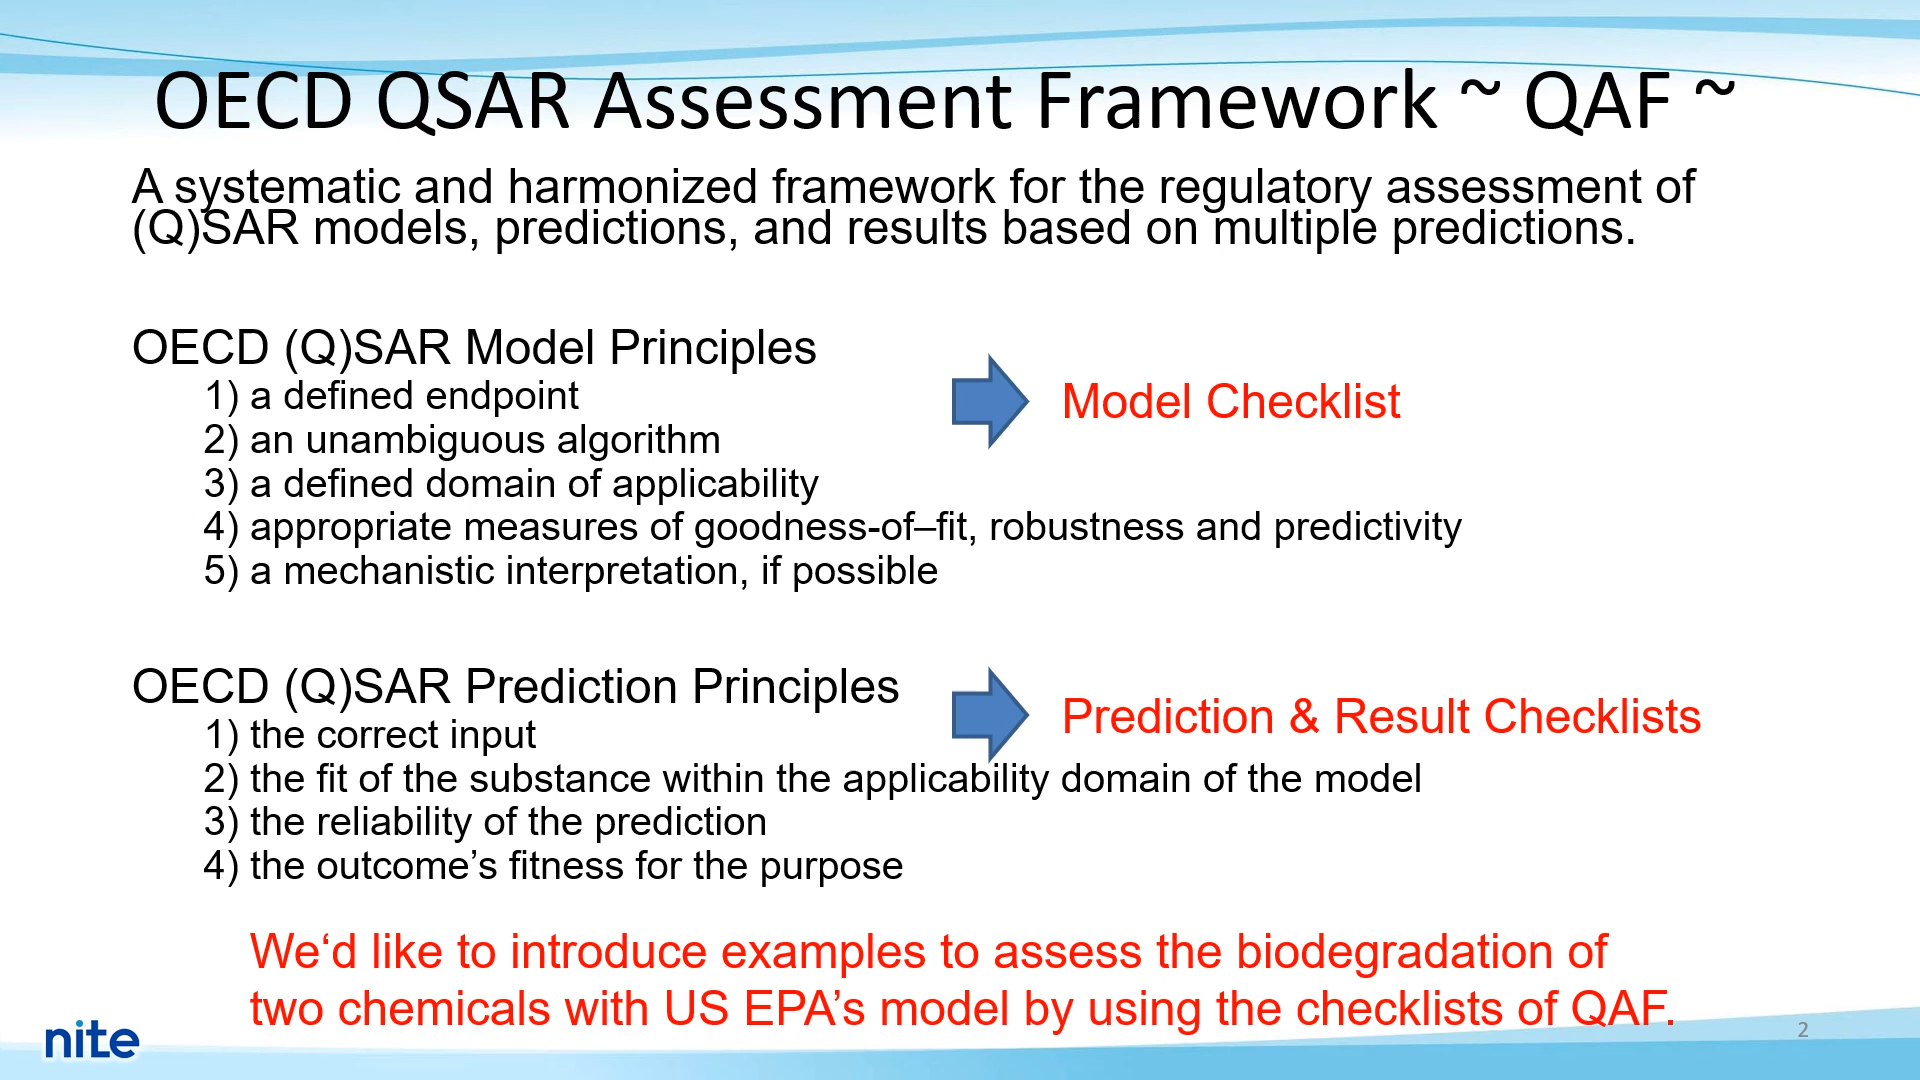 OECD QSAR Assessment Framework ~ QAF ~
A systematic and harmonized framework for the regulatory assessment of
(Q)SAR models, predictions, and results based on multiple predictions.
OECD (Q)SAR Model Principles
1) a defined endpoint
Model Checklist
2) an unambiguous algorithm
3) a defined domain of applicability
4) appropriate measures of goodness-of–fit, robustness and predictivity
5) a mechanistic interpretation, if possible
OECD (Q)SAR Prediction Principles
Prediction & Result Checklists
1) the correct input
2) the fit of the substance within the applicability domain of the model
3) the reliability of the prediction
4) the outcome’s fitness for the purpose
We‘d like to introduce examples to assess the biodegradation of
two chemicals with US EPA’s model by using the checklists of QAF.
nite
2